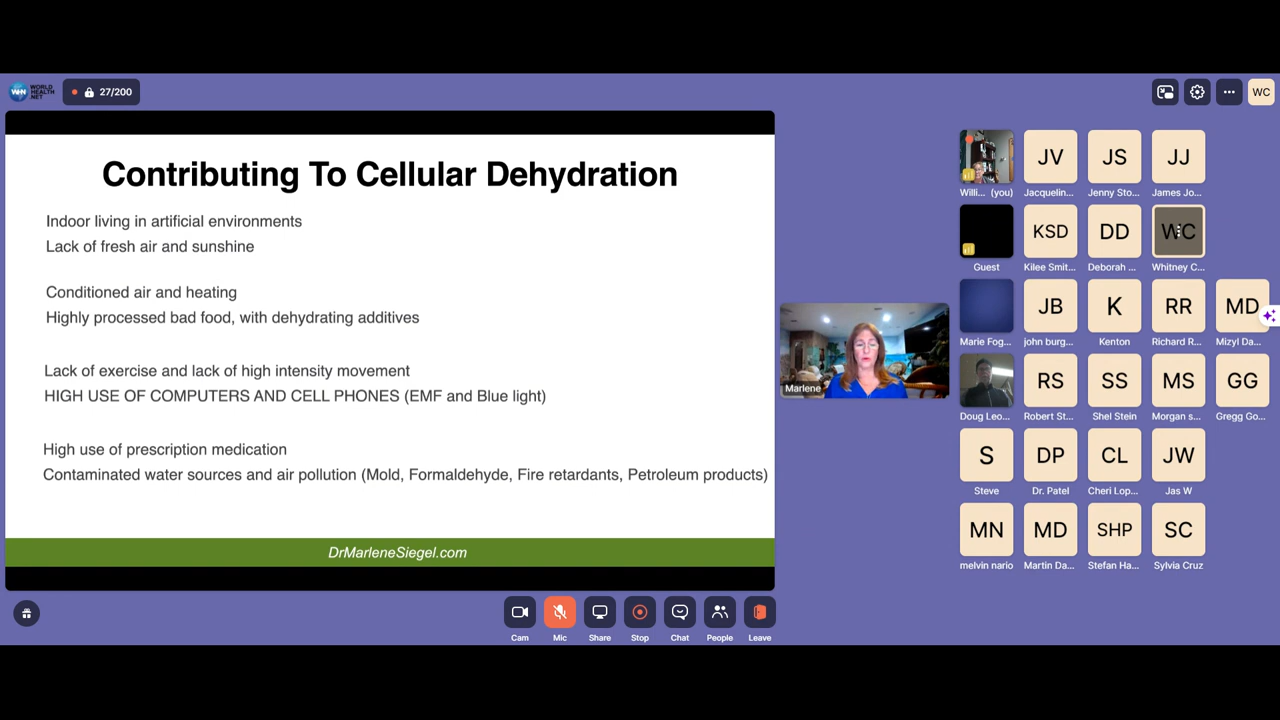 WHN WORLD HEALTH .NET
27/200
WC
Contributing To Cellular Dehydration
Indoor living in artificial environments
Lack of fresh air and sunshine
Conditioned air and heating
Highly processed bad food, with dehydrating additives
Lack of exercise and lack of high intensity movement
HIGH USE OF COMPUTERS AND CELL PHONES (EMF and Blue light)
High use of prescription medication
Contaminated water sources and air pollution (Mold, Formaldehyde, Fire retardants, Petroleum products)
DrMarleneSiegel.com
Marlene
JV JS JJ
Willi... (you) Jacquelin... Jenny Sto... James Jo...
KSD DD WC
Guest Kilee Smit... Deborah ... Whitney C...
JB K RR MD
Marie Fog... john burg... Kenton Richard R... Mizyl Da...
RS SS MS GG
Doug Leo... Robert St... Shel Stein Morgan s... Gregg Go...
S DP CL JW
Steve Dr. Patel Cheri Lop... Jas W
MN MD SHP SC
melvin nario Martin Da... Stefan Ha... Sylvia Cruz
Cam Mic Share Stop Chat People Leave